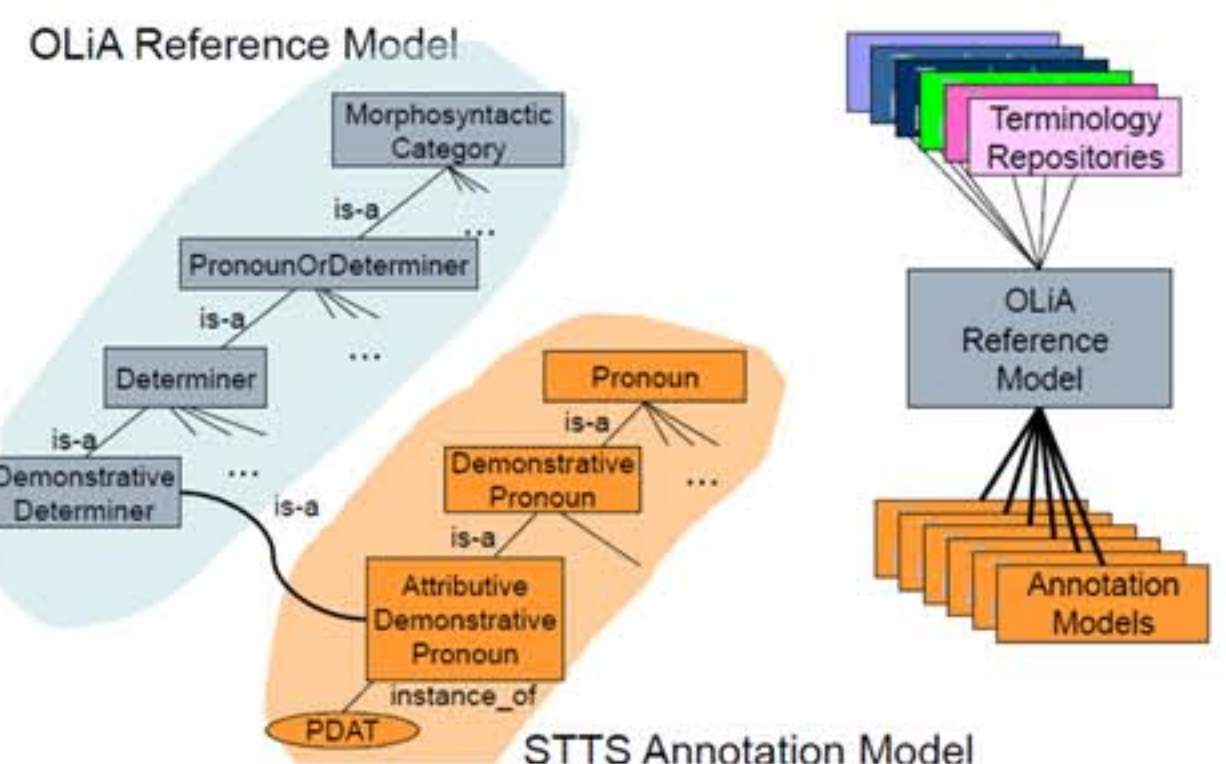 OLiA Reference Model
Morphosyntactic
Category
is-a
...
PronounOrDeterminer
is-a
...
Determiner
is-a
...
Demonstrative
Determiner
is-a
Pronoun
is-a
...
Demonstrative
Pronoun
is-a
Attributive
Demonstrative
Pronoun
instance_of
PDAT
STTS Annotation Model
Terminology
Repositories
OLiA
Reference
Model
Annotation
Models